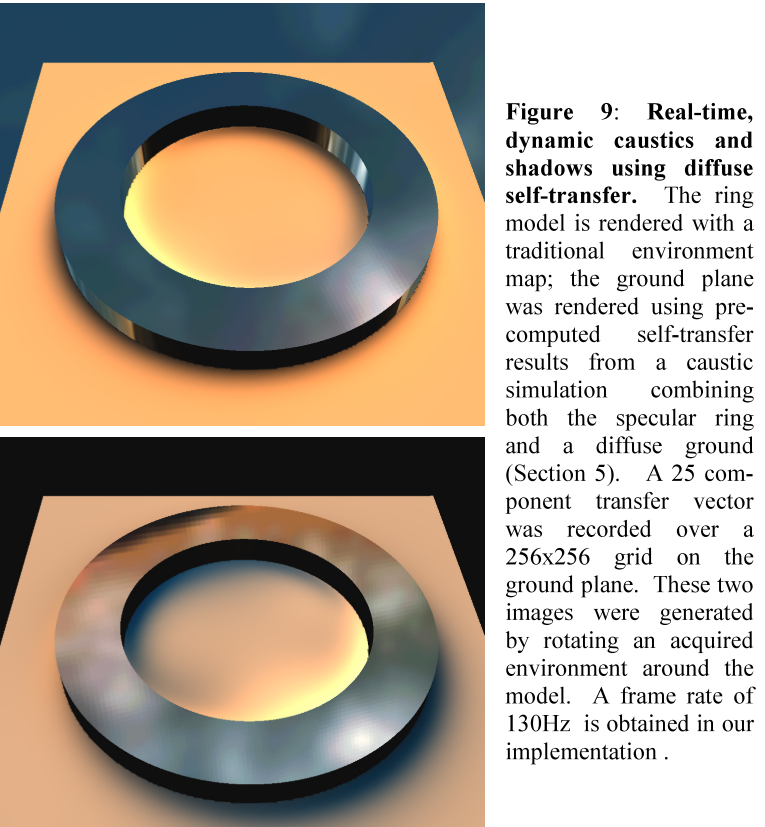 Figure 9: Real-time,
dynamic caustics and
shadows using diffuse
self-transfer. The ring
model is rendered with a
traditional environment
map; the ground plane
was rendered using pre-
computed self-transfer
results from a caustic
simulation combining
both the specular ring
and a diffuse ground
(Section 5). A 25 com-
ponent transfer vector
was recorded over a
256x256 grid on the
ground plane. These two
images were generated
by rotating an acquired
environment around the
model. A frame rate of
130Hz is obtained in our
implementation .